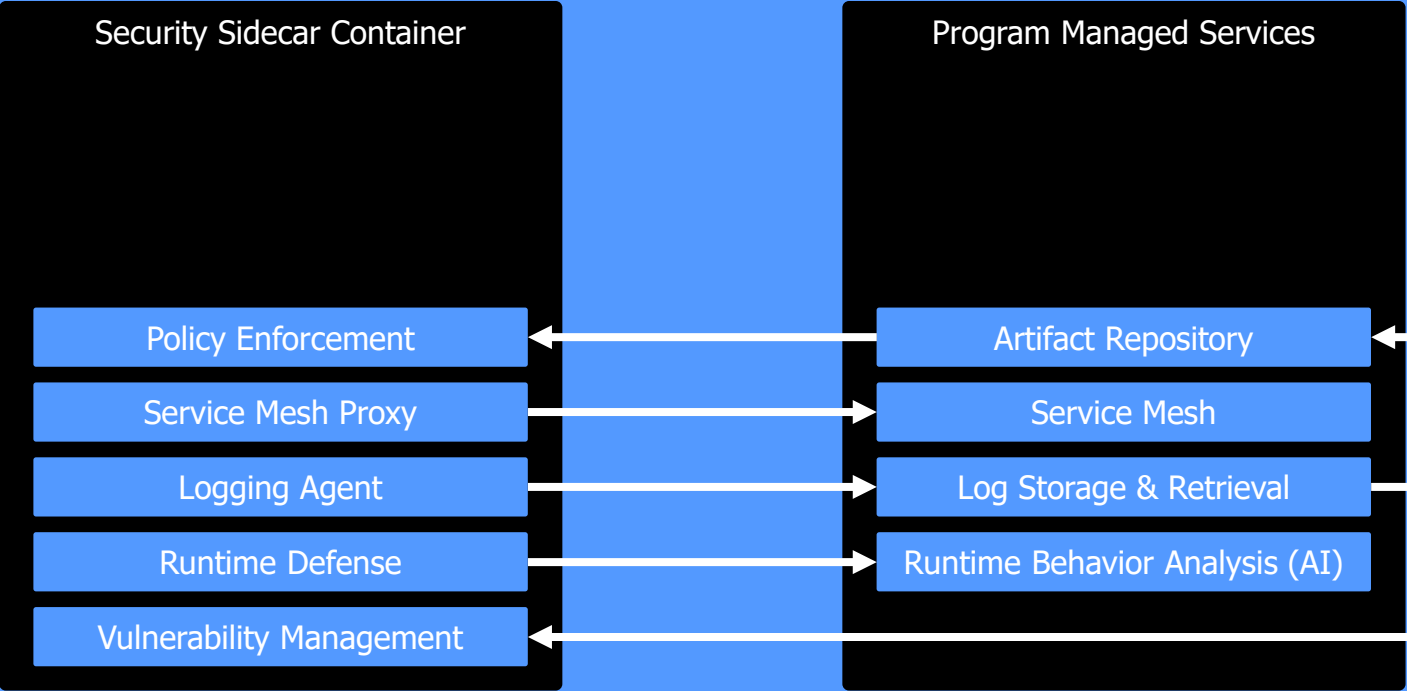 Security Sidecar Container
Program Managed Services
Policy Enforcement
Artifact Repository
Service Mesh Proxy
Service Mesh
Logging Agent
Log Storage & Retrieval
Runtime Defense
Runtime Behavior Analysis (AI)
Vulnerability Management